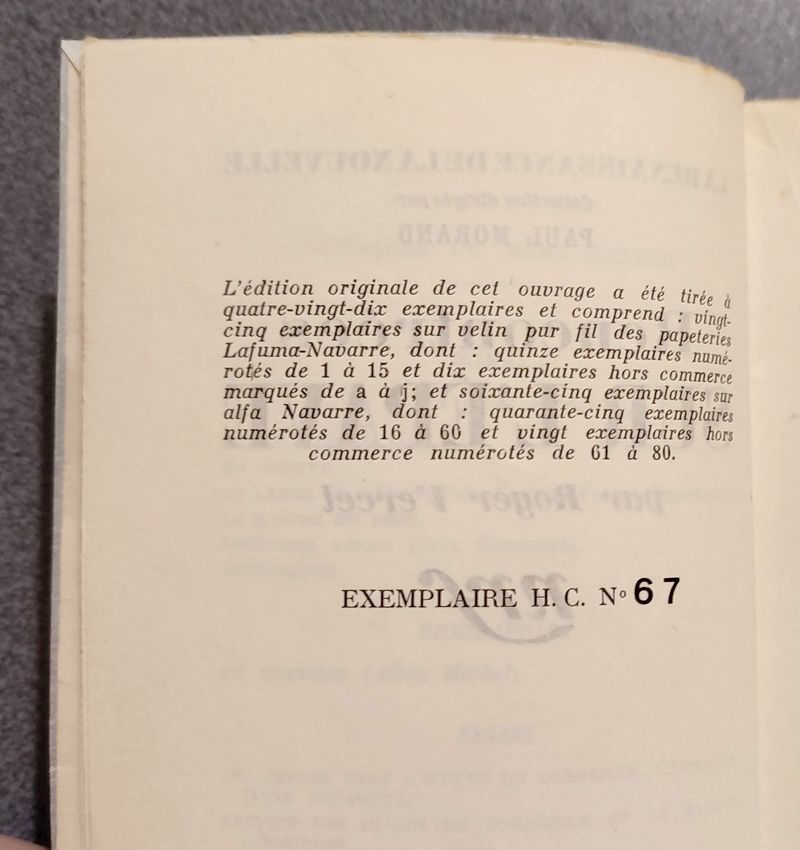 L'édition originale de cet ouvrage a été tirée à
quatre-vingt-dix exemplaires et comprend : vingt-
cinq exemplaires sur velin pur fil des papeteries
Lafuma-Navarre, dont : quinze exemplaires numé-
rotés de 1 à 15 et dix exemplaires hors commerce
marqués de a à j; et soixante-cinq exemplaires sur
alfa Navarre, dont : quarante-cinq exemplaires
numérotés de 16 à 60 et vingt exemplaires hors
commerce numérotés de 61 à 80.
EXEMPLAIRE H. C. Nº 67